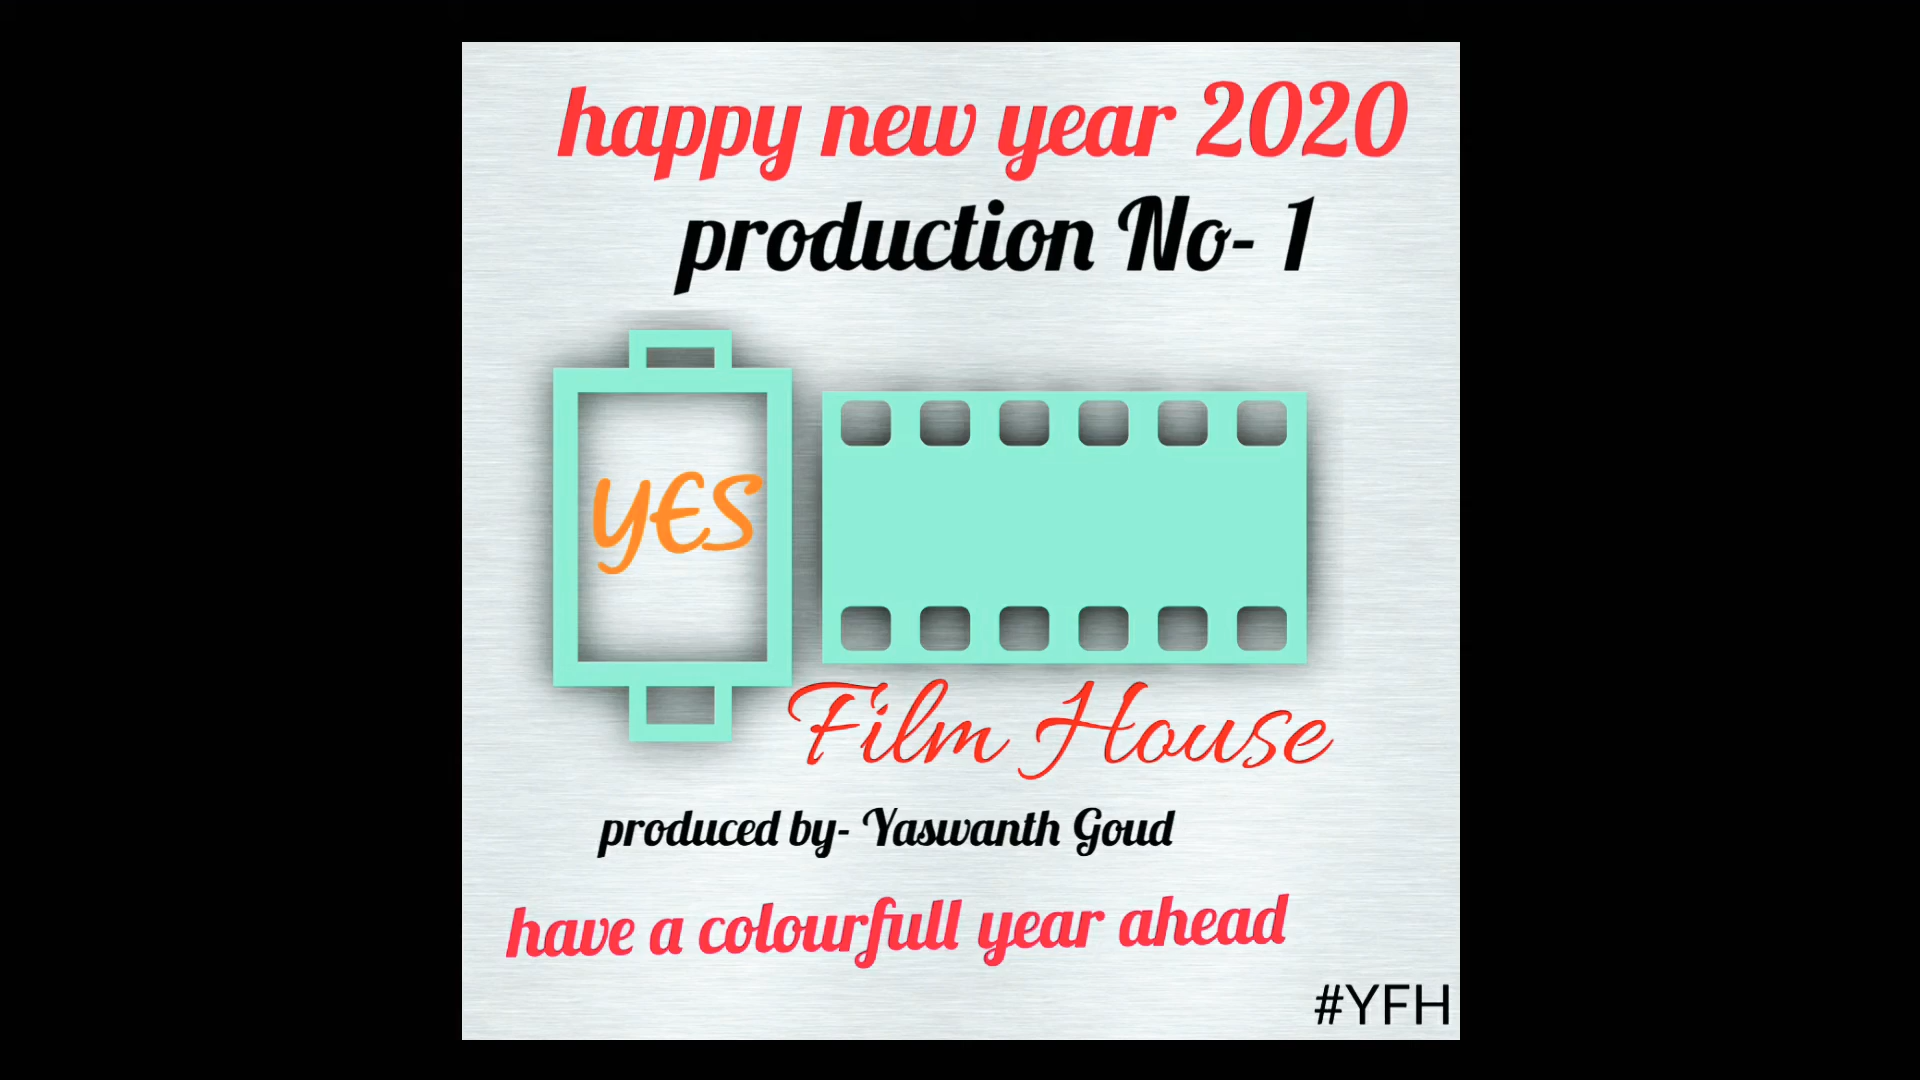 happy new year 2020
production No- 1
YES
Film House
produced by- Yaswanth Goud
have a colourfull year ahead
#YFH